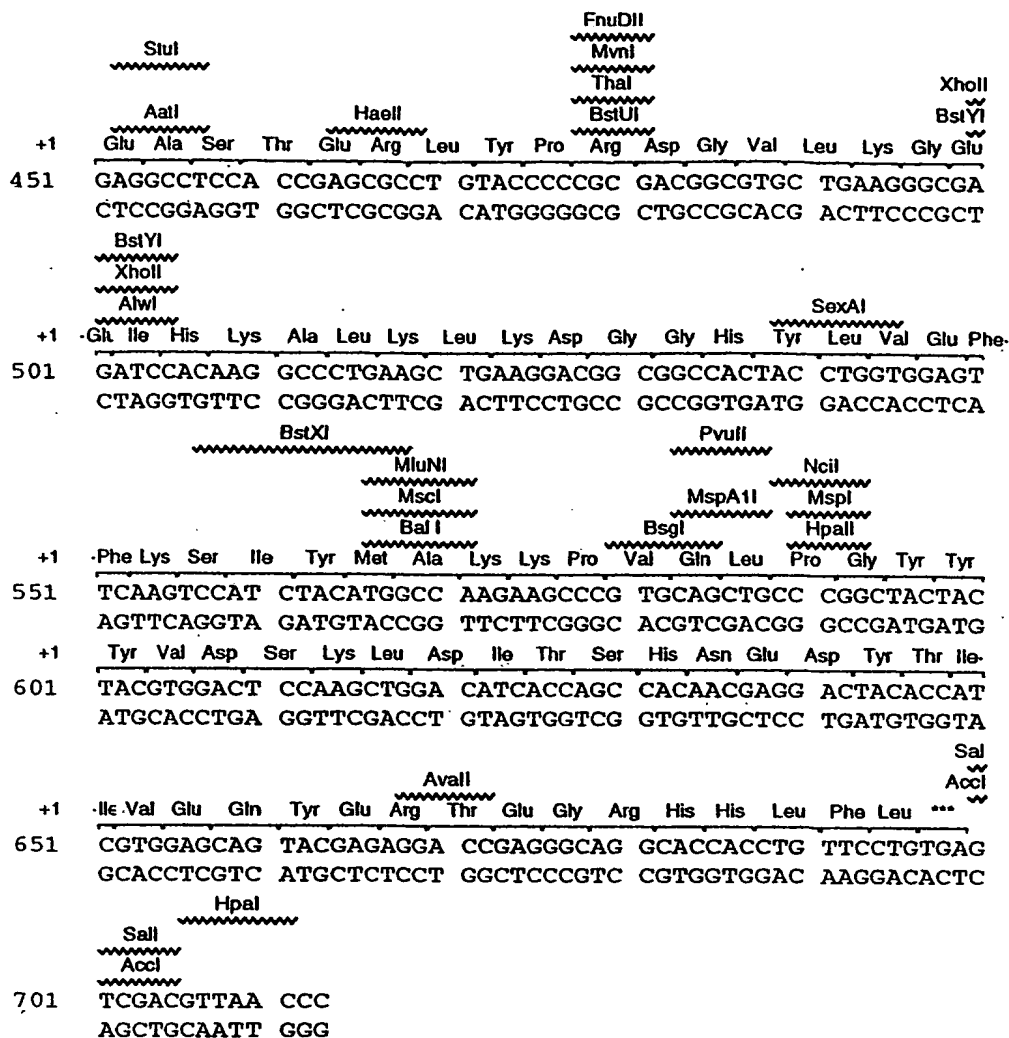 FnuDII
StuI MvnI
ThaI XhoII
AatI HaeII BstUI BstYI
+1 Glu Ala Ser Thr Glu Arg Leu Tyr Pro Arg Asp Gly Val Leu Lys Gly Glu
451 GAGGCCTCCA CCGAGCGCCT GTACCCCCGC GACGGCGTGC TGAAGGGCGA
CTCCGGAGGT GGCTCGCGGA CATGGGGGCG CTGCCGCACG ACTTCCCGCT
BstYI
XhoII
AlwI SexAI
+1 ·Glu Ile His Lys Ala Leu Lys Leu Lys Asp Gly Gly His Tyr Leu Val Glu Phe·
501 GATCCACAAG GCCCTGAAGC TGAAGGACGG CGGCCACTAC CTGGTGGAGT
CTAGGTGTTC CGGGACTTCG ACTTCCTGCC GCCGGTGATG GACCACCTCA
BstXI PvuII
MluNI NciI
MscI MspA1I MspI
Bal I BsgI HpaII
+1 ·Phe Lys Ser Ile Tyr Met Ala Lys Lys Pro Val Gln Leu Pro Gly Tyr Tyr
551 TCAAGTCCAT CTACATGGCC AAGAAGCCCG TGCAGCTGCC CGGCTACTAC
AGTTCAGGTA GATGTACCGG TTCTTCGGGC ACGTCGACGG GCCGATGATG
+1 Tyr Val Asp Ser Lys Leu Asp Ile Thr Ser His Asn Glu Asp Tyr Thr Ile·
601 TACGTGGACT CCAAGCTGGA CATCACCAGC CACAACGAGG ACTACACCAT
ATGCACCTGA GGTTCGACCT GTAGTGGTCG GTGTTGCTCC TGATGTGGTA
SalI
AvaII AccI
+1 ·Ile Val Glu Gln Tyr Glu Arg Thr Glu Gly Arg His His Leu Phe Leu ***
651 CGTGGAGCAG TACGAGAGGA CCGAGGGCAG GCACCACCTG TTCCTGTGAG
GCACCTCGTC ATGCTCTCCT GGCTCCCGTC CGTGGTGGAC AAGGACACTC
HpaI
SalI
AccI
701 TCGACGTTAA CCC
AGCTGCAATT GGG